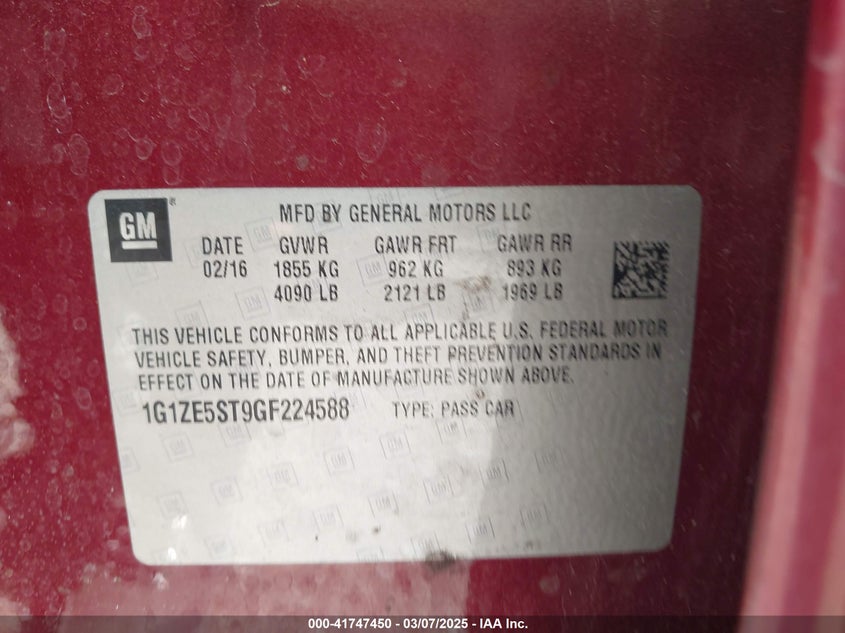 GM®
MFD BY GENERAL MOTORS LLC
DATE GVWR GAWR FRT GAWR RR
02/16 1855 KG 962 KG 893 KG
4090 LB 2121 LB 1969 LB
THIS VEHICLE CONFORMS TO ALL APPLICABLE U.S. FEDERAL MOTOR
VEHICLE SAFETY, BUMPER, AND THEFT PREVENTION STANDARDS IN
EFFECT ON THE DATE OF MANUFACTURE SHOWN ABOVE.
1G1ZE5ST9GF224588 TYPE: PASS CAR
000-41747450 — 03/07/2025 — IAA Inc.